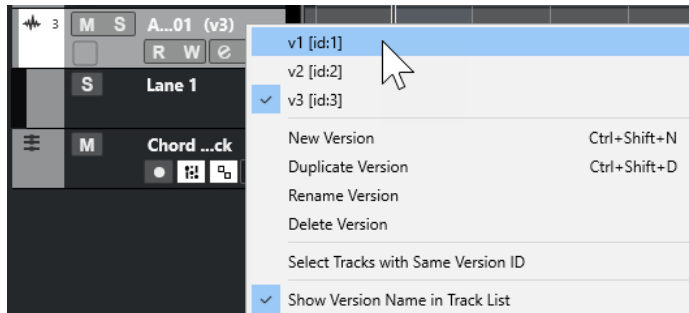 3 M S A...01 (v3)
R W e
S Lane 1
M Chord ...ck
v1 [id:1]
v2 [id:2]
v3 [id:3]
New Version Ctrl+Shift+N
Duplicate Version Ctrl+Shift+D
Rename Version
Delete Version
Select Tracks with Same Version ID
Show Version Name in Track List